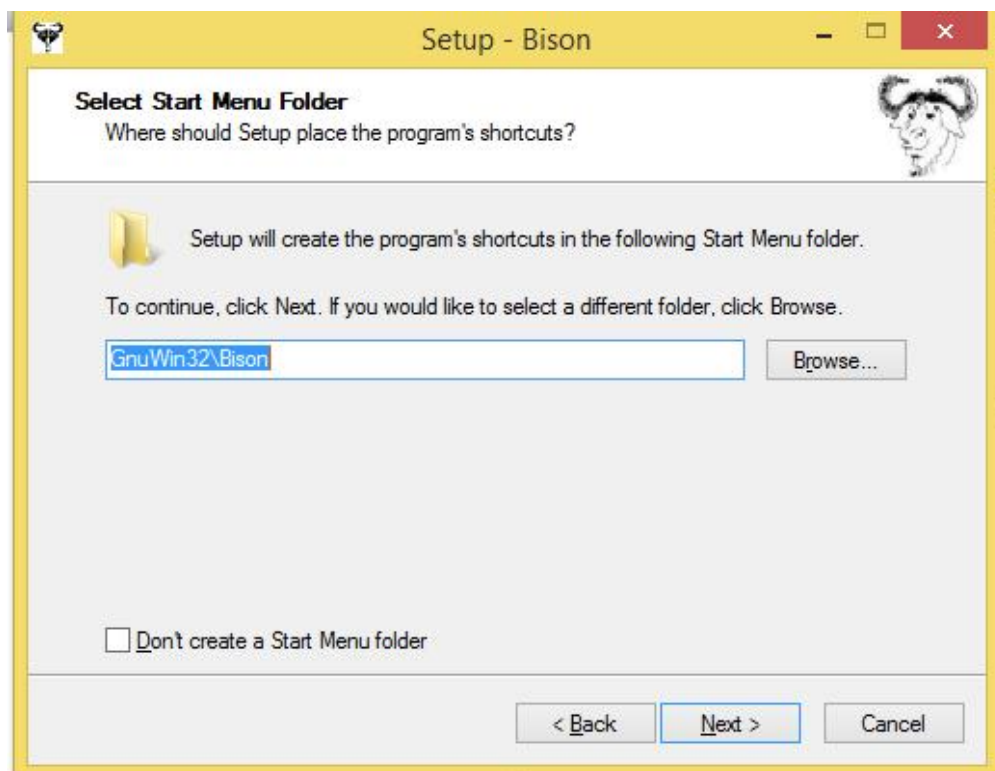 Setup - Bison
Select Start Menu Folder
Where should Setup place the program's shortcuts?
Setup will create the program's shortcuts in the following Start Menu folder.
To continue, click Next. If you would like to select a different folder, click Browse.
GnuWin32\Bison
Browse...
Don't create a Start Menu folder
< Back
Next >
Cancel